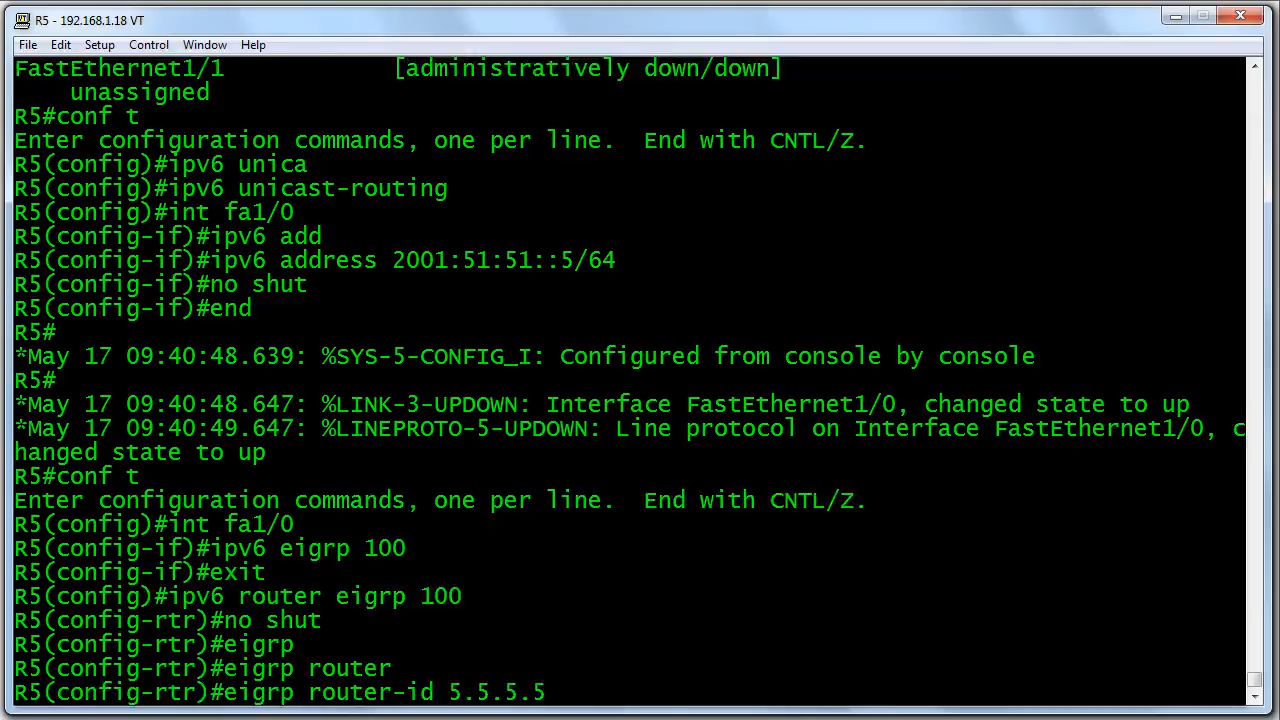 R5 - 192.168.1.18 VT
File Edit Setup Control Window Help
FastEthernet1/1            [administratively down/down]
    unassigned
R5#conf t
Enter configuration commands, one per line.  End with CNTL/Z.
R5(config)#ipv6 unica
R5(config)#ipv6 unicast-routing
R5(config)#int fa1/0
R5(config-if)#ipv6 add
R5(config-if)#ipv6 address 2001:51:51::5/64
R5(config-if)#no shut
R5(config-if)#end
R5#
*May 17 09:40:48.639: %SYS-5-CONFIG_I: Configured from console by console
R5#
*May 17 09:40:48.647: %LINK-3-UPDOWN: Interface FastEthernet1/0, changed state to up
*May 17 09:40:49.647: %LINEPROTO-5-UPDOWN: Line protocol on Interface FastEthernet1/0, c
hanged state to up
R5#conf t
Enter configuration commands, one per line.  End with CNTL/Z.
R5(config)#int fa1/0
R5(config-if)#ipv6 eigrp 100
R5(config-if)#exit
R5(config)#ipv6 router eigrp 100
R5(config-rtr)#no shut
R5(config-rtr)#eigrp
R5(config-rtr)#eigrp router
R5(config-rtr)#eigrp router-id 5.5.5.5